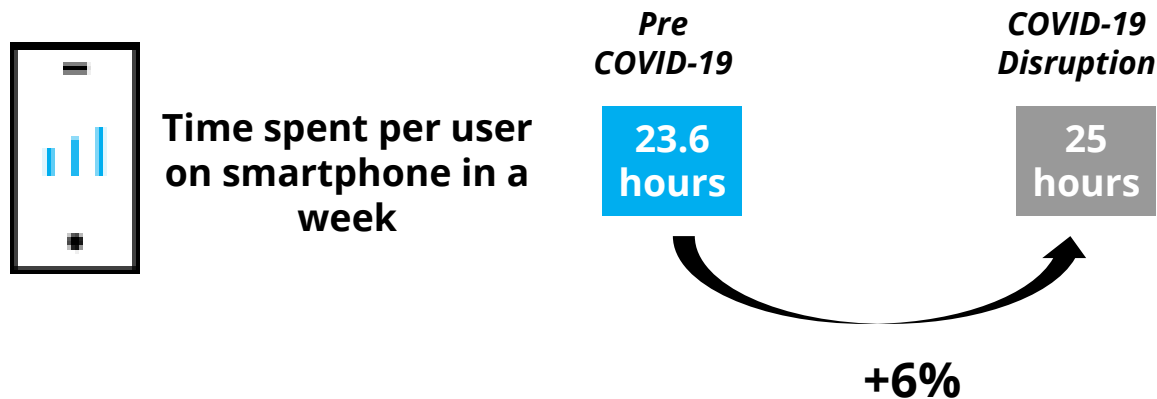 Pre
COVID-19
COVID-19
Disruption
Time spent per user
on smartphone in a
week
23.6
hours
25
hours
+6%